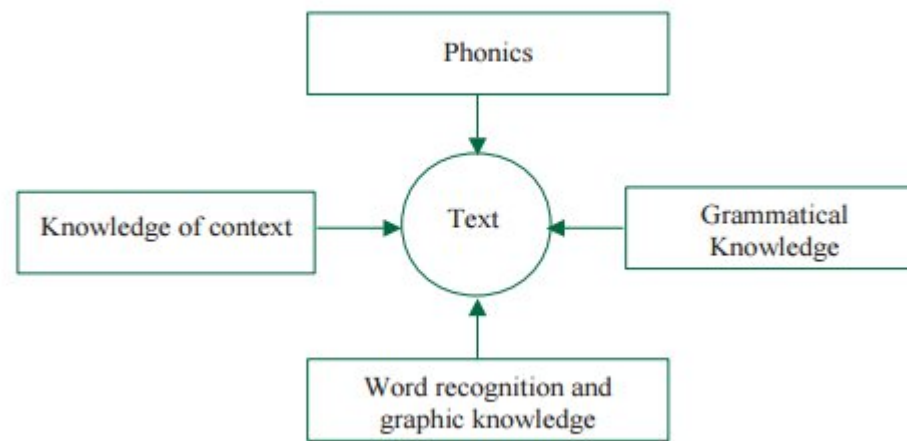 Phonics
Knowledge of context
Text
Grammatical
Knowledge
Word recognition and
graphic knowledge